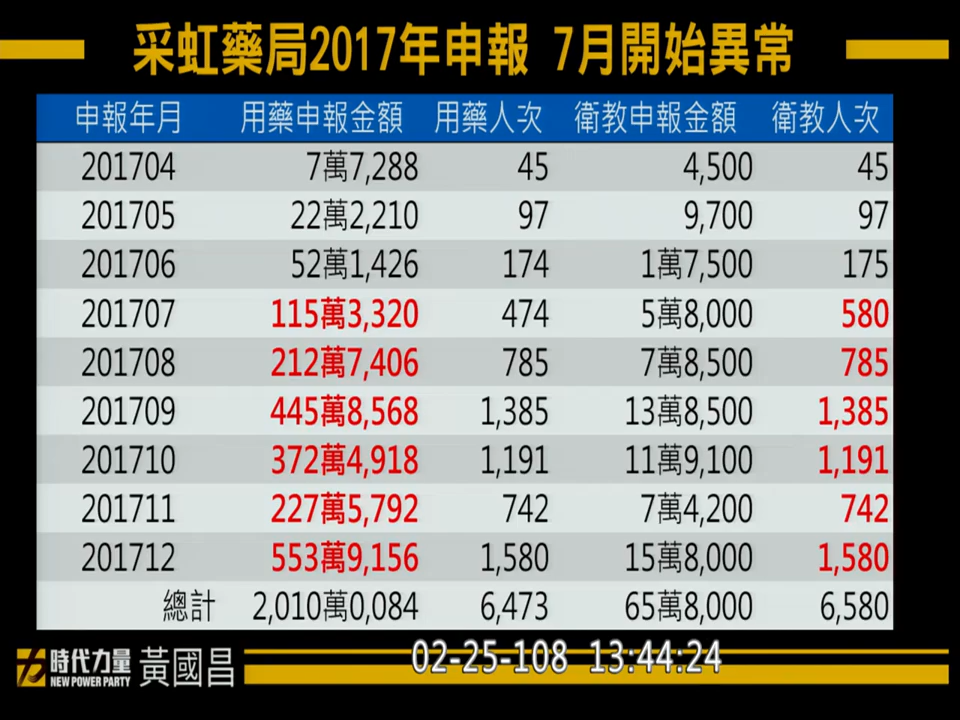 采虹藥局2017年申報 7月開始異常
申報年月 用藥申報金額 用藥人次 衛教申報金額 衛教人次
201704 7萬7,288 45 4,500 45
201705 22萬2,210 97 9,700 97
201706 52萬1,426 174 1萬7,500 175
201707 115萬3,320 474 5萬8,000 580
201708 212萬7,406 785 7萬8,500 785
201709 445萬8,568 1,385 13萬8,500 1,385
201710 372萬4,918 1,191 11萬9,100 1,191
201711 227萬5,792 742 7萬4,200 742
201712 553萬9,156 1,580 15萬8,000 1,580
總計 2,010萬0,084 6,473 65萬8,000 6,580
時代力量 黃國昌
NEW POWER PARTY
02-25-108 13:44:24